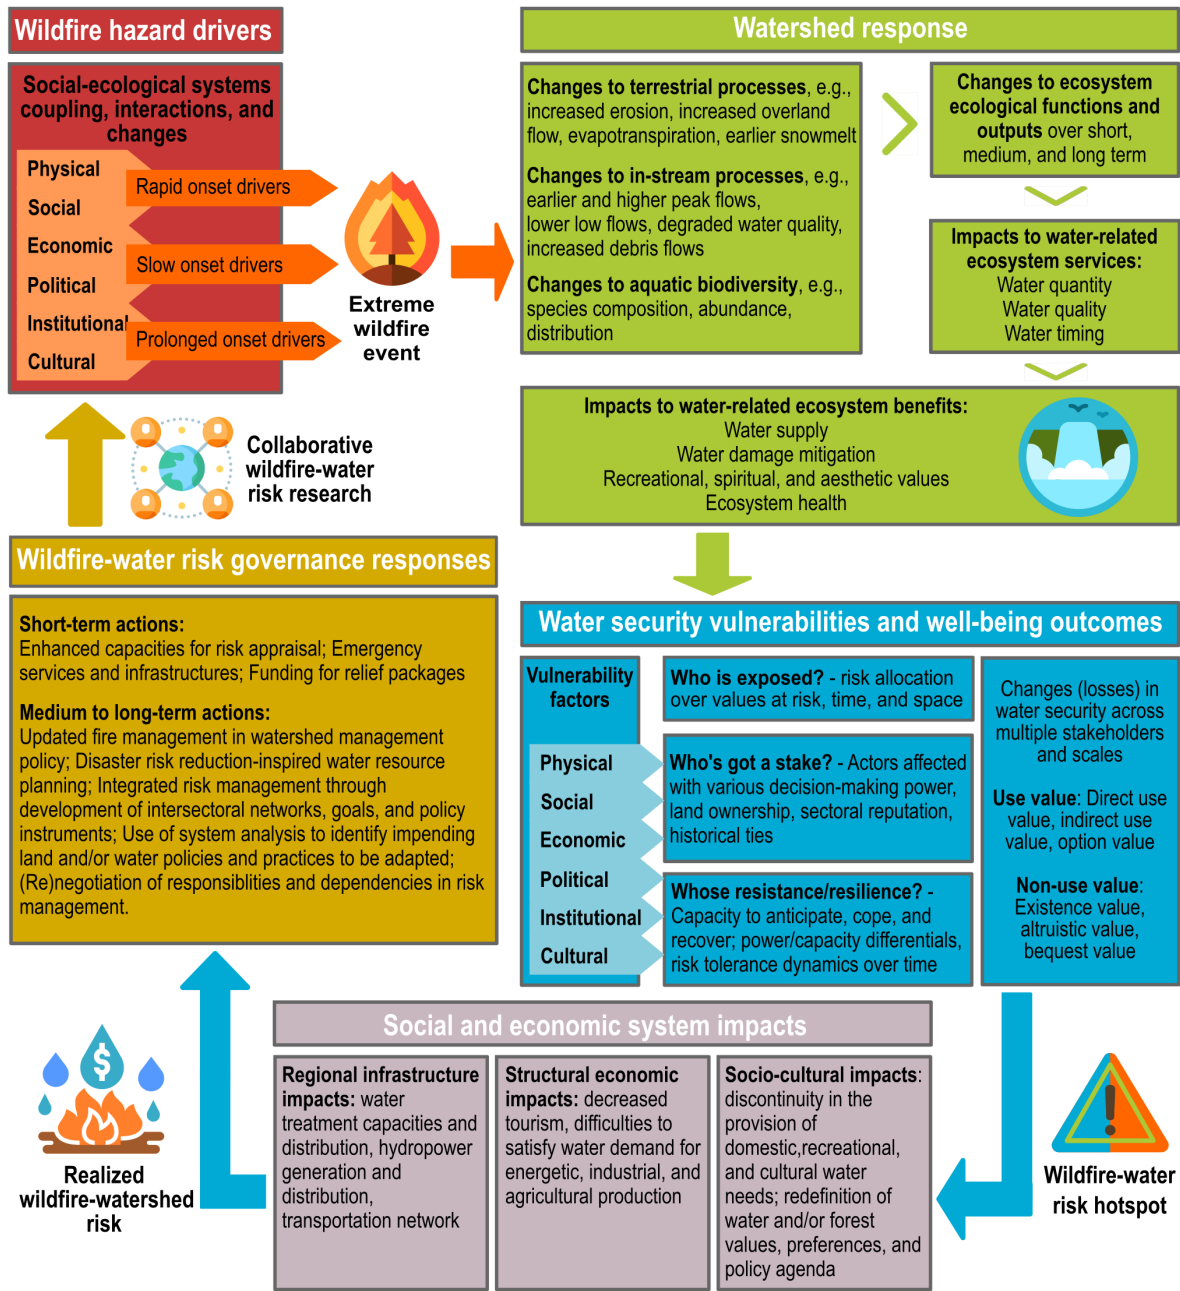 Wildfire hazard drivers
Social-ecological systems
coupling, interactions, and
changes
Physical
Social
Economic
Political
Institutional
Cultural
Rapid onset drivers
Slow onset drivers
Prolonged onset drivers
Extreme
wildfire
event
Watershed response
Changes to terrestrial processes, e.g.,
increased erosion, increased overland
flow, evapotranspiration, earlier snowmelt
Changes to in-stream processes, e.g.,
earlier and higher peak flows,
lower low flows, degraded water quality,
increased debris flows
Changes to aquatic biodiversity, e.g.,
species composition, abundance,
distribution
Changes to ecosystem
ecological functions and
outputs over short,
medium, and long term
Impacts to water-related
ecosystem services:
Water quantity
Water quality
Water timing
Impacts to water-related ecosystem benefits:
Water supply
Water damage mitigation
Recreational, spiritual, and aesthetic values
Ecosystem health
Water security vulnerabilities and well-being outcomes
Vulnerability
factors
Physical
Social
Economic
Political
Institutional
Cultural
Who is exposed? - risk allocation
over values at risk, time, and space
Who's got a stake? - Actors affected
with various decision-making power,
land ownership, sectoral reputation,
historical ties
Whose resistance/resilience? -
Capacity to anticipate, cope, and
recover; power/capacity differentials,
risk tolerance dynamics over time
Changes (losses) in
water security across
multiple stakeholders
and scales
Use value: Direct use
value, indirect use
value, option value
Non-use value:
Existence value,
altruistic value,
bequest value
Wildfire-water
risk hotspot
Social and economic system impacts
Regional infrastructure
impacts: water
treatment capacities and
distribution, hydropower
generation and
distribution,
transportation network
Structural economic
impacts: decreased
tourism, difficulties to
satisfy water demand for
energetic, industrial, and
agricultural production
Socio-cultural impacts:
discontinuity in the
provision of
domestic,recreational,
and cultural water
needs; redefinition of
water and/or forest
values, preferences, and
policy agenda
$
Realized
wildfire-watershed
risk
Wildfire-water risk governance responses
Short-term actions:
Enhanced capacities for risk appraisal; Emergency
services and infrastructures; Funding for relief packages
Medium to long-term actions:
Updated fire management in watershed management
policy; Disaster risk reduction-inspired water resource
planning; Integrated risk management through
development of intersectoral networks, goals, and policy
instruments; Use of system analysis to identify impending
land and/or water policies and practices to be adapted;
(Re)negotiation of responsiblities and dependencies in risk
management.
Collaborative
wildfire-water
risk research